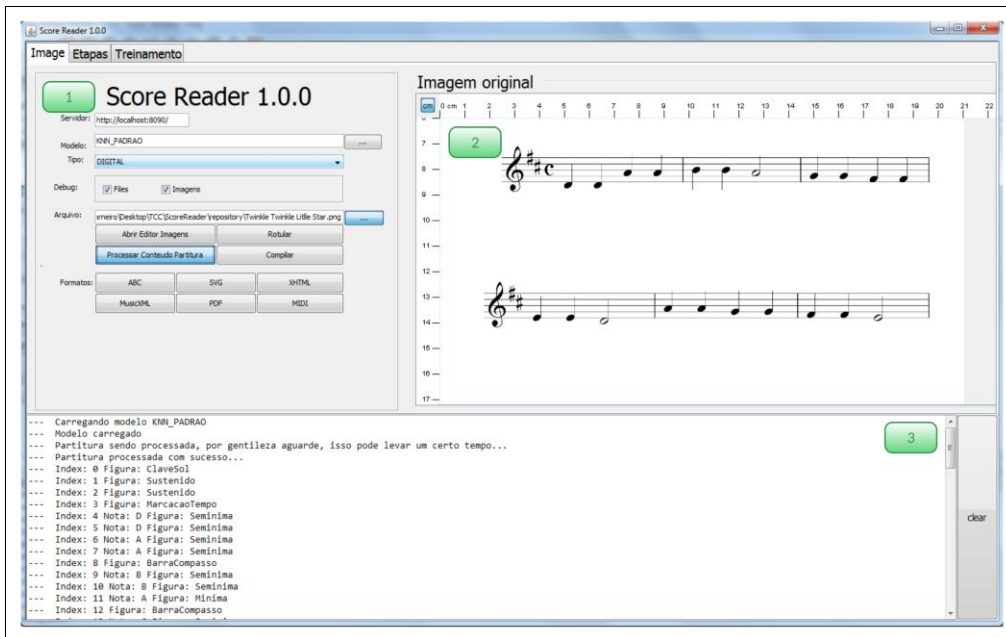 Score Reader 1.0.0
Image Etapas Treinamento
1
Score Reader 1.0.0
Servidor: http://localhost:8090/
Modelo: KNN_PADRAO ...
Tipo: DIGITAL
Debug: Files Imagens
Arquivo: irneiro\Desktop\TCC\ScoreReader\repository\Twinkle Twinkle Litlle Star.png ...
Abrir Editor Imagens Rotular
Processar Conteudo Partitura Compilar
Formatos: ABC SVG XHTML
MusicXML PDF MIDI
Imagem original
cm 0 cm 1 2 3 4 5 6 7 8 9 10 11 12 13 14 15 16 17 18 19 20 21 22
7
2
8
9
10
11
12
13
14
15
16
17
--- Carregando modelo KNN_PADRAO
--- Modelo carregado
--- Partitura sendo processada, por gentileza aguarde, isso pode levar um certo tempo...
--- Partitura processada com sucesso...
--- Index: 0 Figura: ClaveSol
--- Index: 1 Figura: Sustenido
--- Index: 2 Figura: Sustenido
--- Index: 3 Figura: MarcacaoTempo
--- Index: 4 Nota: D Figura: Seminima
--- Index: 5 Nota: D Figura: Seminima
--- Index: 6 Nota: A Figura: Seminima
--- Index: 7 Nota: A Figura: Seminima
--- Index: 8 Figura: BarraCompasso
--- Index: 9 Nota: B Figura: Seminima
--- Index: 10 Nota: B Figura: Seminima
--- Index: 11 Nota: A Figura: Minima
--- Index: 12 Figura: BarraCompasso
3
clear